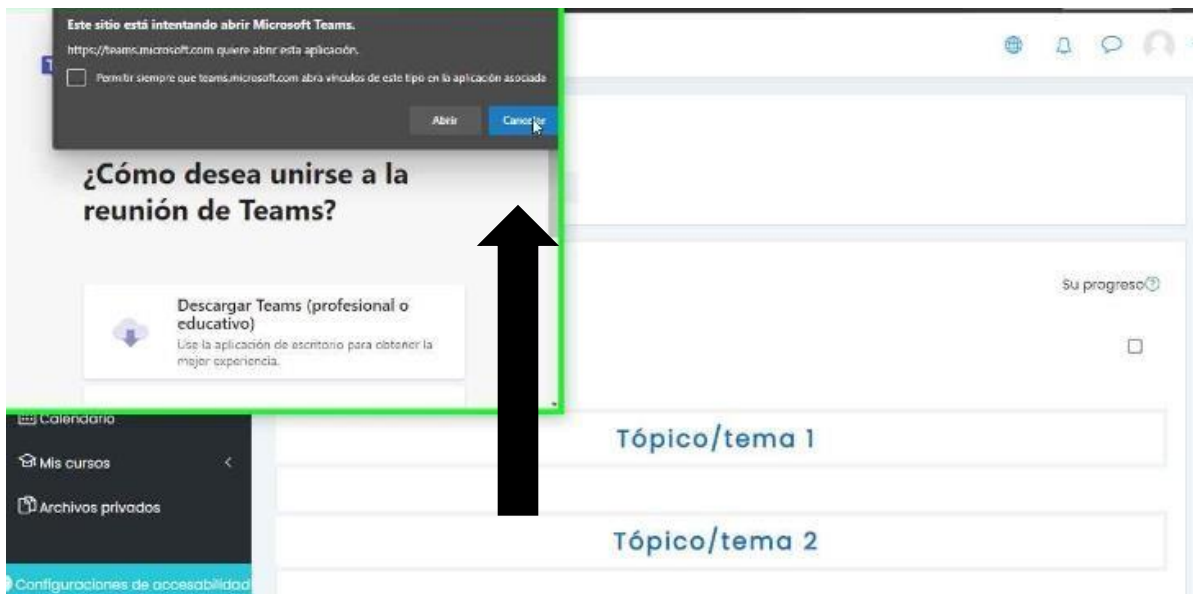 Este sitio está intentando abrir Microsoft Teams.
https://teams.microsoft.com quiere abrir esta aplicación.
Permitir siempre que teams.microsoft.com abra vínculos de este tipo en la aplicación asociada
Abrir
Cancelar
¿Cómo desea unirse a la
reunión de Teams?
Descargar Teams (profesional o
educativo)
Use la aplicación de escritorio para obtener la
mejor experiencia.
Su progreso
Calendario
Mis cursos
Archivos privados
Configuraciones de accesabilidad
Tópico/tema 1
Tópico/tema 2